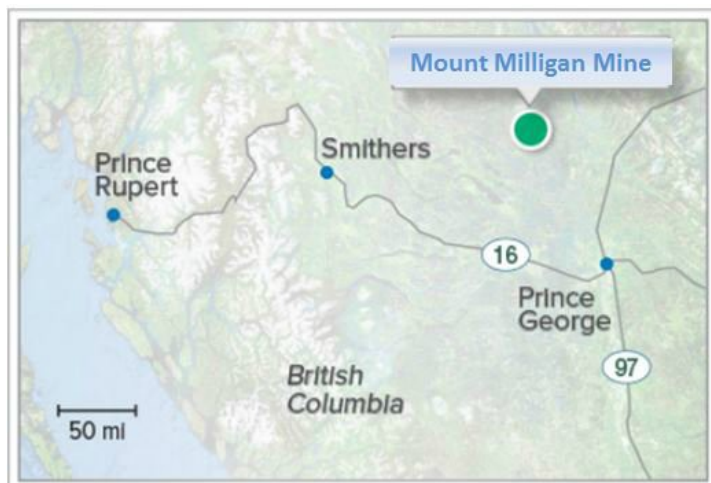 Mount Milligan Mine
Prince
Rupert
Smithers
16
Prince
George
97
British
Columbia
50 mi